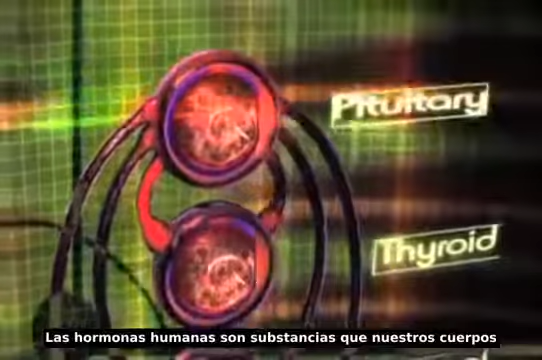 Pituitary
Thyroid
Las hormonas humanas son substancias que nuestros cuerpos